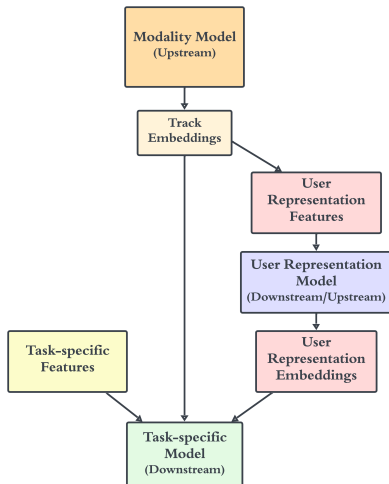 Modality Model
(Upstream)
Track
Embeddings
User
Representation
Features
User Representation
Model
(Downstream/Upstream)
Task-specific
Features
User
Representation
Embeddings
Task-specific
Model
(Downstream)